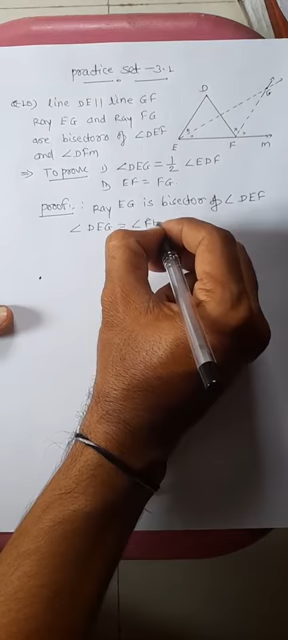 practice set - 3.1
Q.10) line DE || line GF
Ray EG and Ray FG
are bisectors of ∠DEF
and ∠DFM
⇒ To prove i) ∠DEG = 1/2 ∠EDF
ii) EF = FG.
proof:-: Ray EG is bisector of ∠DEF
∠DEG = ∠F
D
G
E
F
M